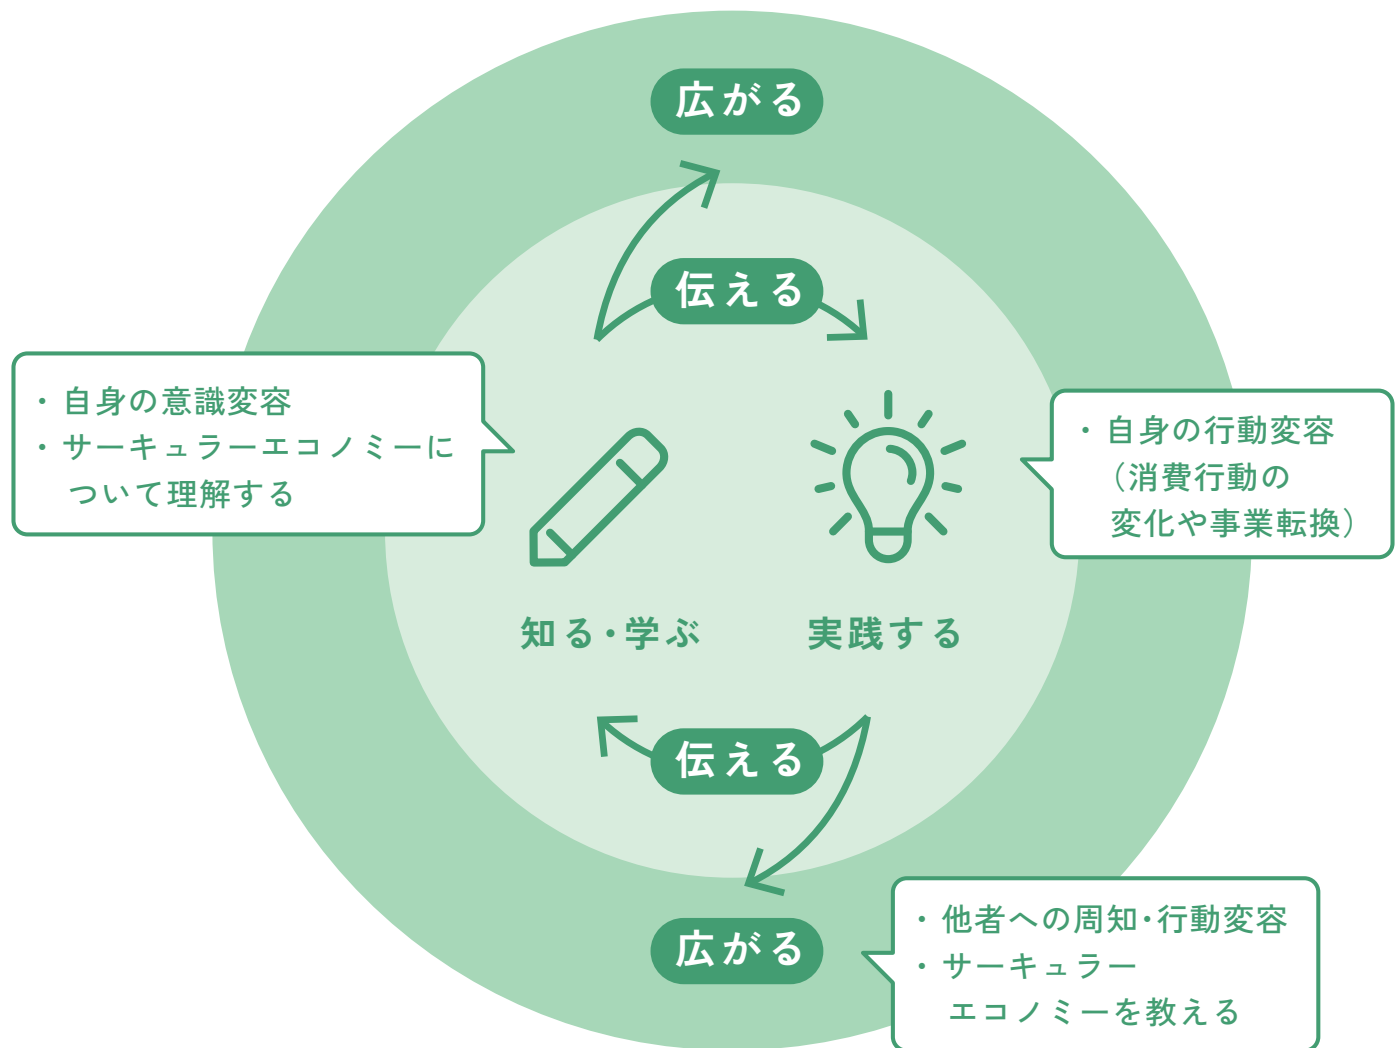 広がる
伝える
・自身の意識変容
・サーキュラーエコノミーに
ついて理解する
・自身の行動変容
（消費行動の
変化や事業転換）
知る・学ぶ
実践する
伝える
広がる
・他者への周知・行動変容
・サーキュラー
エコノミーを教える